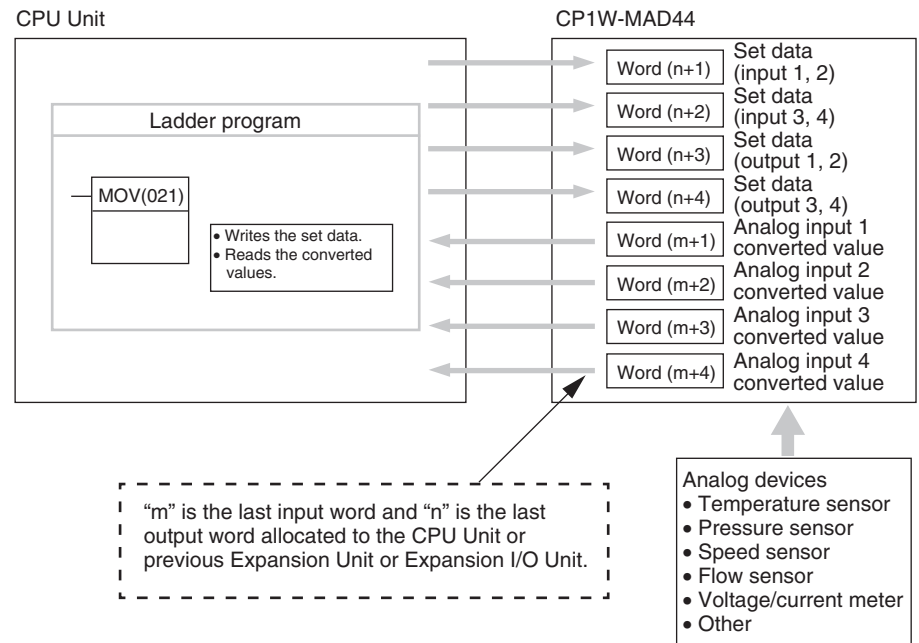 CPU Unit
CP1W-MAD44
Ladder program
MOV(021)
• Writes the set data.
• Reads the converted
values.
Word (n+1)
Set data
(input 1, 2)
Word (n+2)
Set data
(input 3, 4)
Word (n+3)
Set data
(output 1, 2)
Word (n+4)
Set data
(output 3, 4)
Word (m+1)
Analog input 1
converted value
Word (m+2)
Analog input 2
converted value
Word (m+3)
Analog input 3
converted value
Word (m+4)
Analog input 4
converted value
“m” is the last input word and “n” is the last
output word allocated to the CPU Unit or
previous Expansion Unit or Expansion I/O Unit.
Analog devices
• Temperature sensor
• Pressure sensor
• Speed sensor
• Flow sensor
• Voltage/current meter
• Other